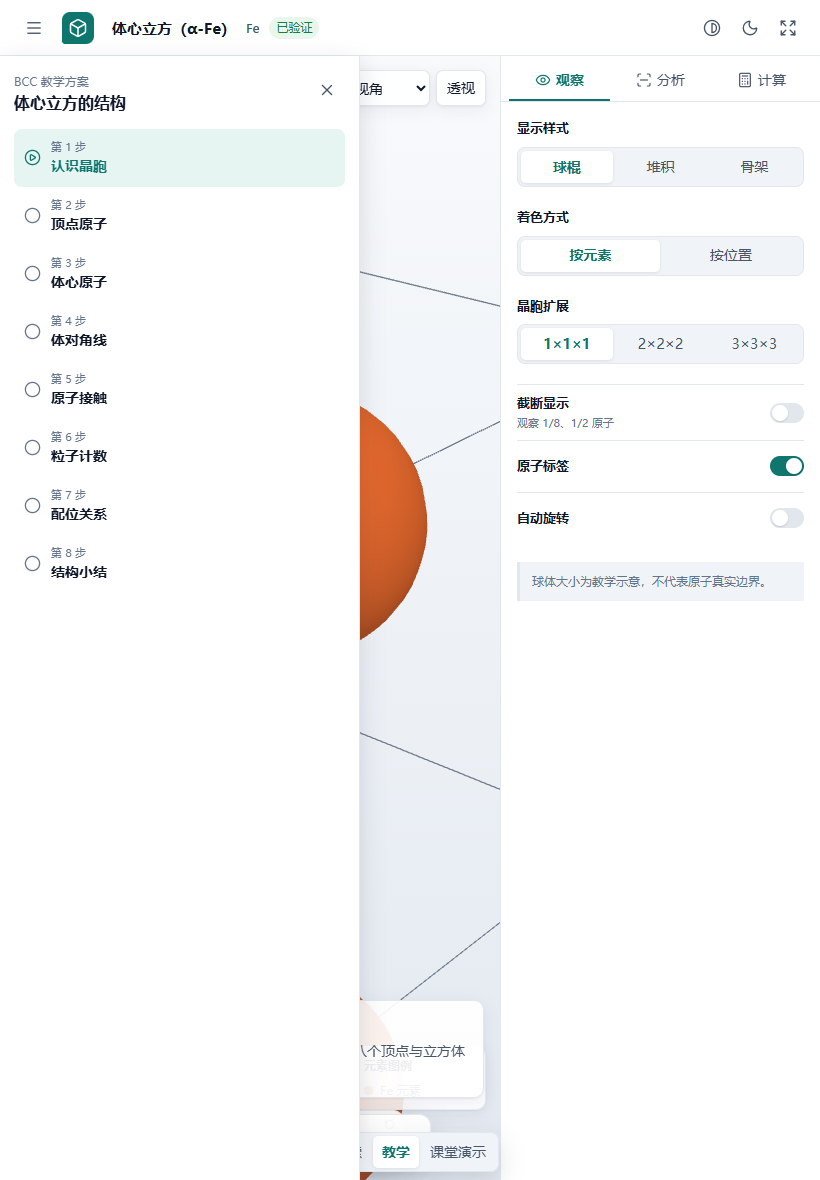 体心立方（α-Fe） Fe 已验证
BCC 教学方案
体心立方的结构
第 1 步
认识晶胞
第 2 步
顶点原子
第 3 步
体心原子
第 4 步
体对角线
第 5 步
原子接触
第 6 步
粒子计数
第 7 步
配位关系
第 8 步
结构小结
视角 透视
八个顶点与立方体
元素图例
Fe 元素
教学 课堂演示
观察 分析 计算
显示样式
球棍 堆积 骨架
着色方式
按元素 按位置
晶胞扩展
1×1×1 2×2×2 3×3×3
截断显示
观察 1/8、1/2 原子
原子标签
自动旋转
球体大小为教学示意，不代表原子真实边界。